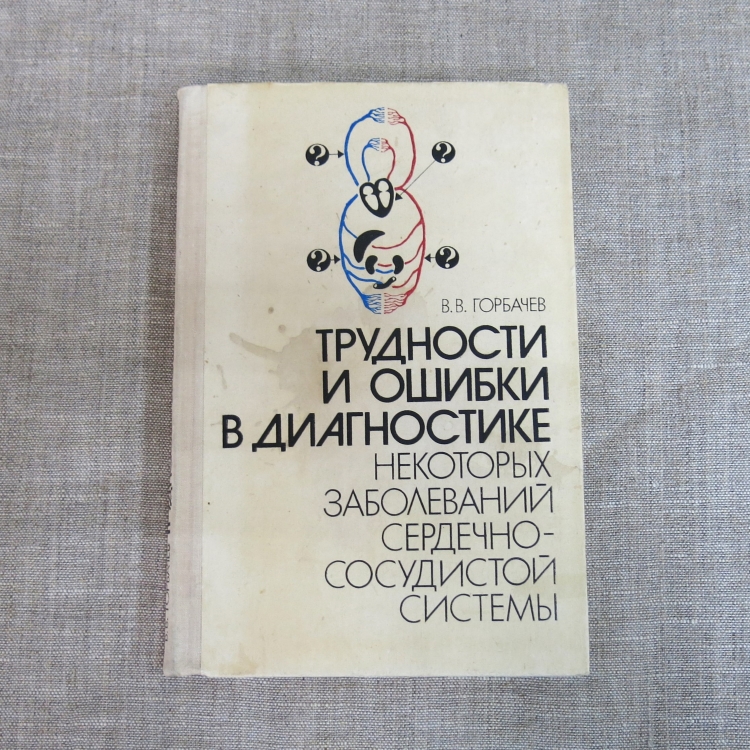 ?
?
?
?
В. В. ГОРБАЧЕВ
ТРУДНОСТИ
И ОШИБКИ
В ДИАГНОСТИКЕ
НЕКОТОРЫХ
ЗАБОЛЕВАНИЙ
СЕРДЕЧНО-
СОСУДИСТОЙ
СИСТЕМЫ